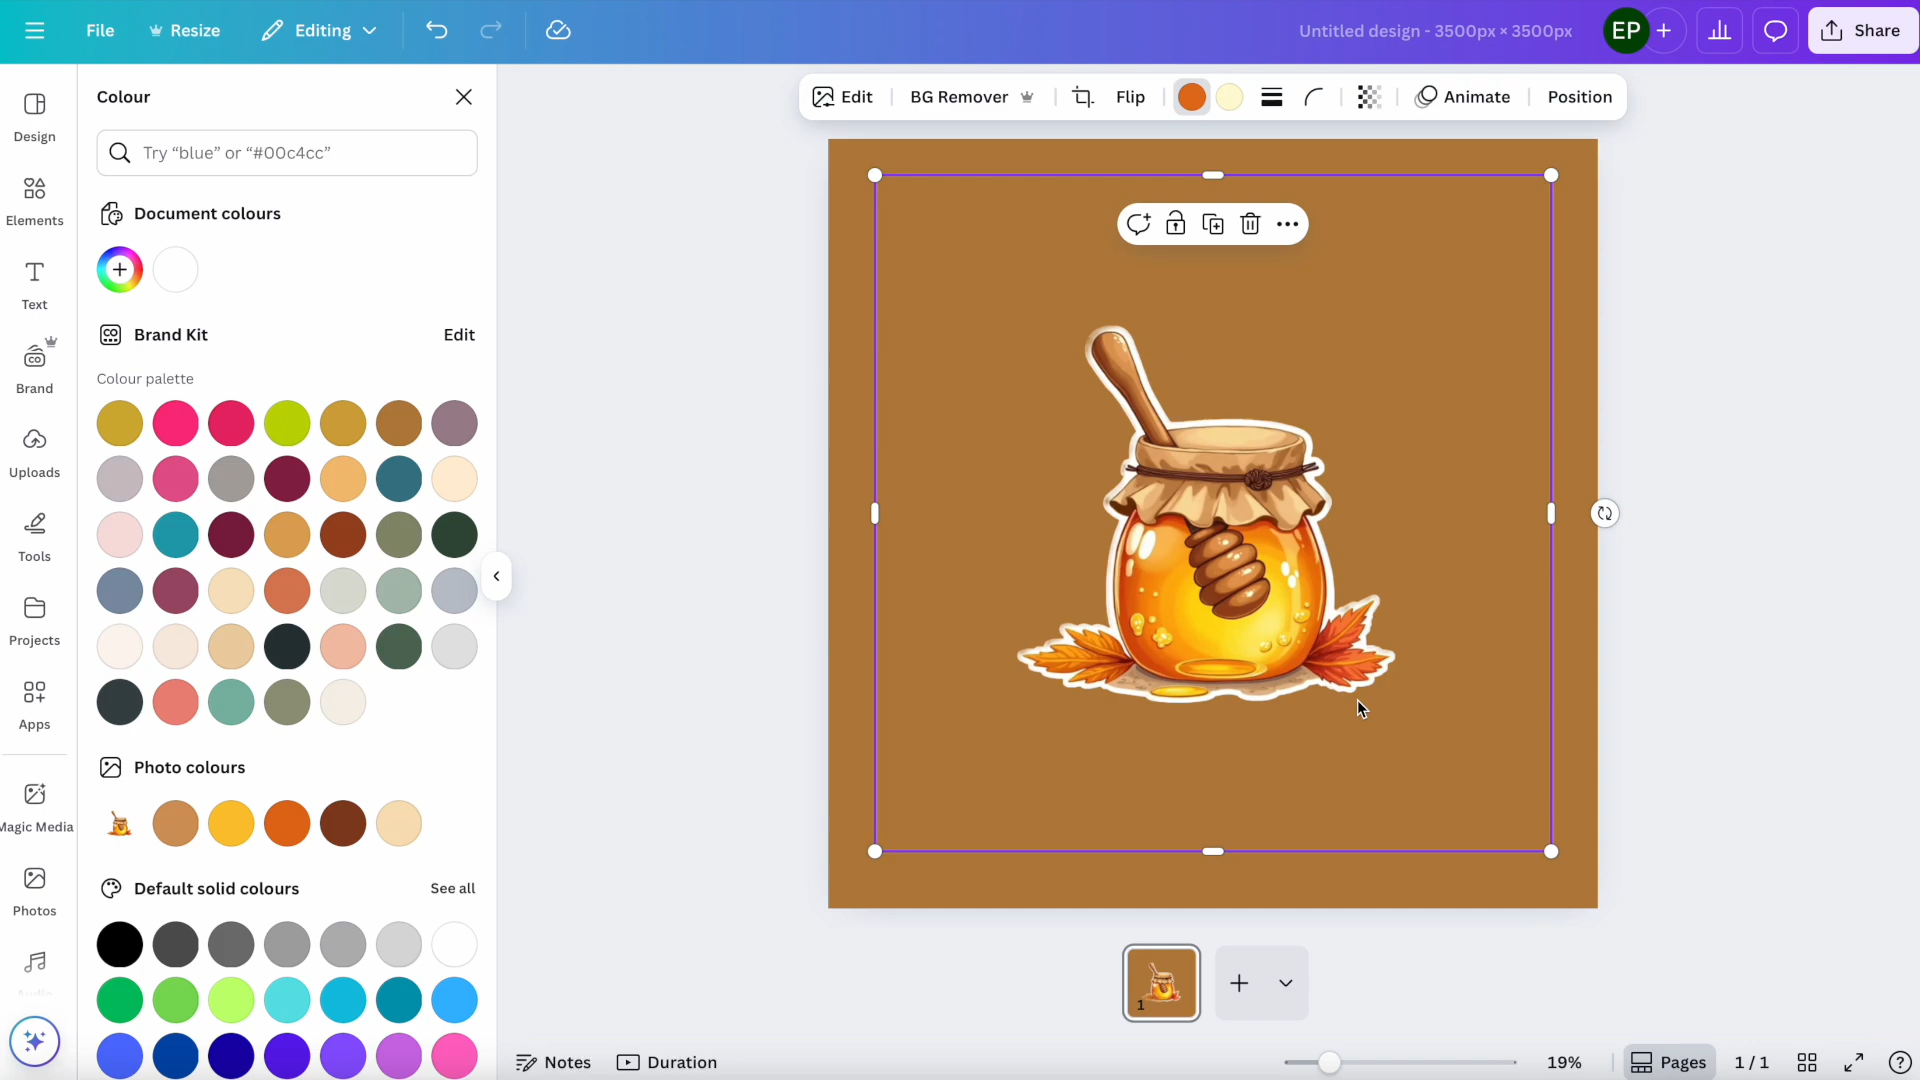 File
Resize
Editing
Untitled design - 3500px × 3500px
EP
Share
Design
Elements
Text
Brand
Uploads
Tools
Projects
Apps
Magic Media
Photos
Audio
Colour
Try “blue” or “#00c4cc”
Document colours
Brand Kit
Edit
Colour palette
Photo colours
Default solid colours
See all
Edit
BG Remover
Flip
Animate
Position
1
Notes
Duration
19%
Pages
1 / 1